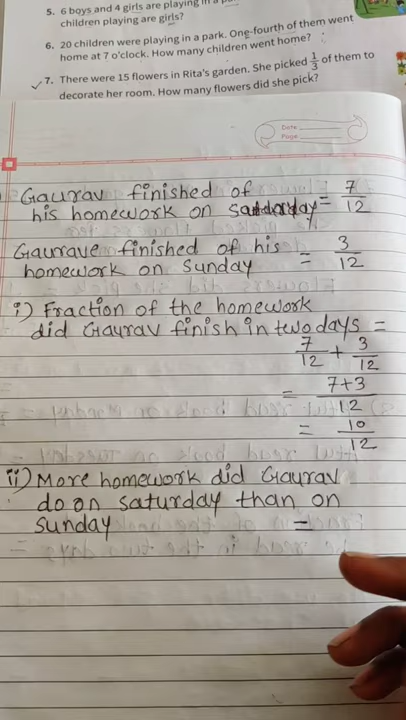 5. 6 boys and 4 girls are playing in a
children playing are girls?
6. 20 children were playing in a park. One-fourth of them went
home at 7 o'clock. How many children went home?
7. There were 15 flowers in Rita's garden. She picked 1/3 of them to
decorate her room. How many flowers did she pick?
Date:
Page:
Gaurav finished of
his homework on saturday = 7/12
Gaurave finished of his
homework on Sunday = 3/12
i) Fraction of the homework
did Gaurav finish in two days =
7/12 + 3/12
= 7+3/12
= 10/12
ii) More homework did Gaurav
do on saturday than on
sunday =